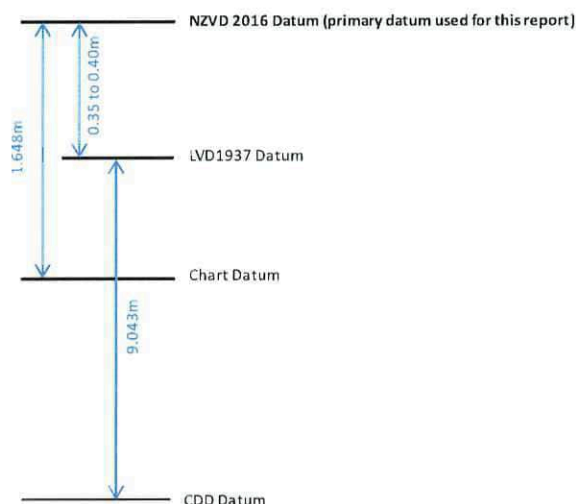 NZVD 2016 Datum (primary datum used for this report)
0.35 to 0.40m
1.648m
LVD1937 Datum
Chart Datum
9.043m
CDD Datum